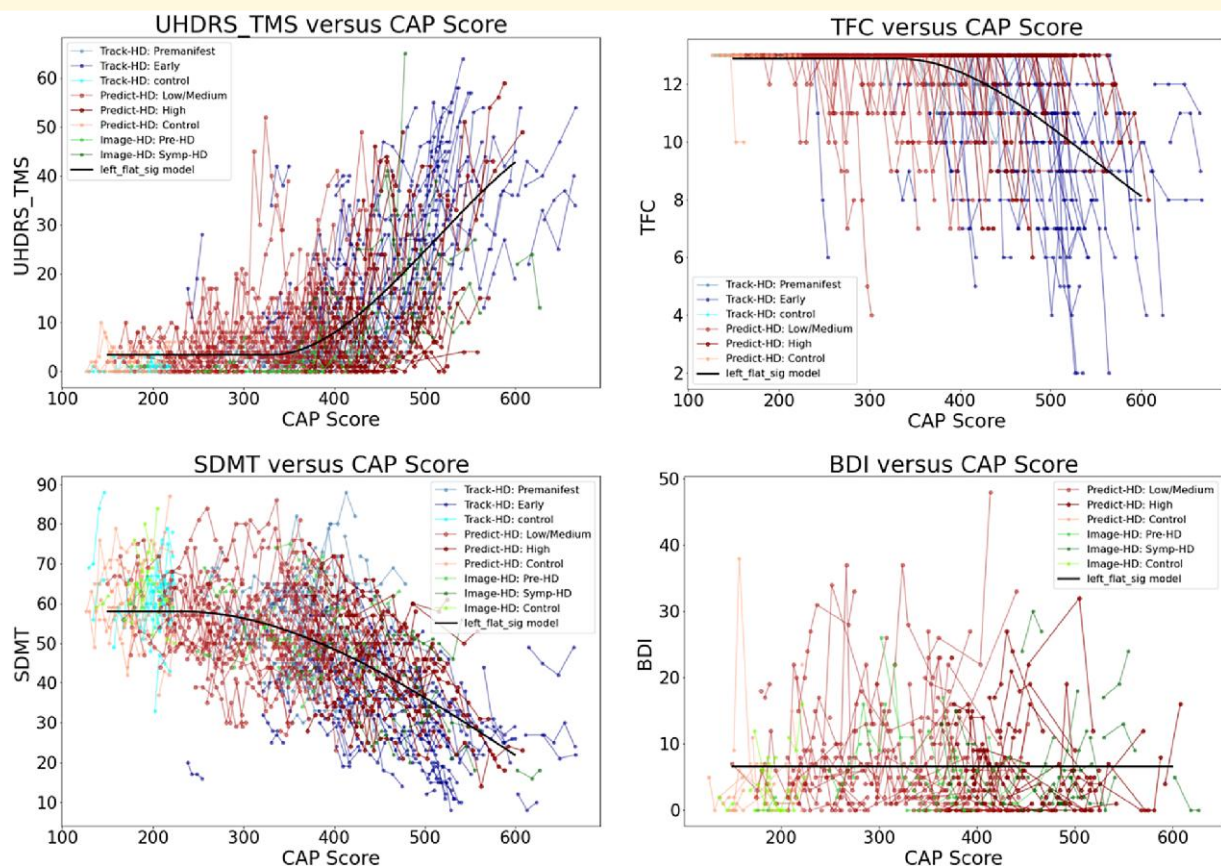 UHDRS_TMS versus CAP Score
Track-HD: Premanifest
Track-HD: Early
Track-HD: control
Predict-HD: Low/Medium
Predict-HD: High
Predict-HD: Control
Image-HD: Pre-HD
Image-HD: Symp-HD
left_flat_sig model
UHDRS_TMS
60
50
40
30
20
10
0
100 200 300 400 500 600
CAP Score
TFC versus CAP Score
TFC
12
10
8
6
4
2
Track-HD: Premanifest
Track-HD: Early
Track-HD: control
Predict-HD: Low/Medium
Predict-HD: High
Predict-HD: Control
left_flat_sig model
100 200 300 400 500 600
CAP Score
SDMT versus CAP Score
Track-HD: Premanifest
Track-HD: Early
Track-HD: control
Predict-HD: Low/Medium
Predict-HD: High
Predict-HD: Control
Image-HD: Pre-HD
Image-HD: Symp-HD
Image-HD: Control
left_flat_sig model
SDMT
90
80
70
60
50
40
30
20
10
100 200 300 400 500 600
CAP Score
BDI versus CAP Score
Predict-HD: Low/Medium
Predict-HD: High
Predict-HD: Control
Image-HD: Pre-HD
Image-HD: Symp-HD
Image-HD: Control
left_flat_sig model
BDI
50
40
30
20
10
0
200 300 400 500 600
CAP Score